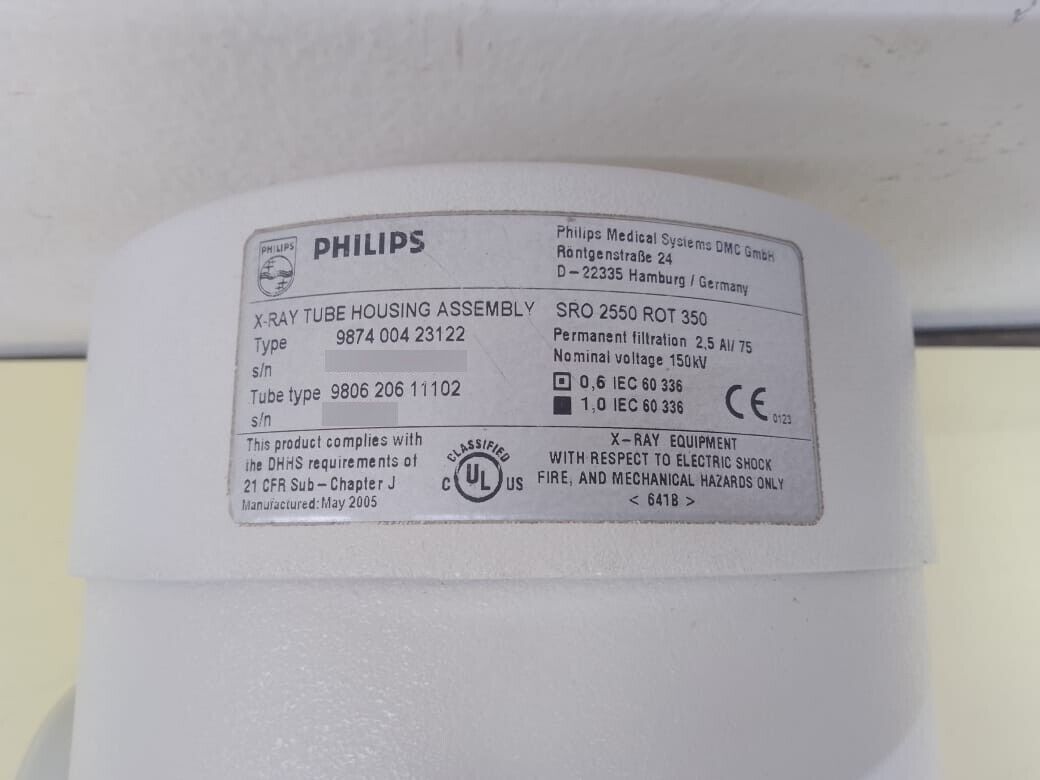 PHILIPS
PHILIPS
Philips Medical Systems DMC GmbH
Röntgenstraße 24
D-22335 Hamburg / Germany
X-RAY TUBE HOUSING ASSEMBLY
SRO 2550 ROT 350
Type 9874 004 23122
s/n
Tube type 9806 206 11102
s/n
Permanent filtration 2,5 Al/ 75
Nominal voltage 150kV
0,6 IEC 60 336
1,0 IEC 60 336
CE 0123
This product complies with
the DHHS requirements of
21 CFR Sub-Chapter J
Manufactured: May 2005
CLASSIFIED
C UL US
X-RAY EQUIPMENT
WITH RESPECT TO ELECTRIC SHOCK
FIRE, AND MECHANICAL HAZARDS ONLY
< 641B >